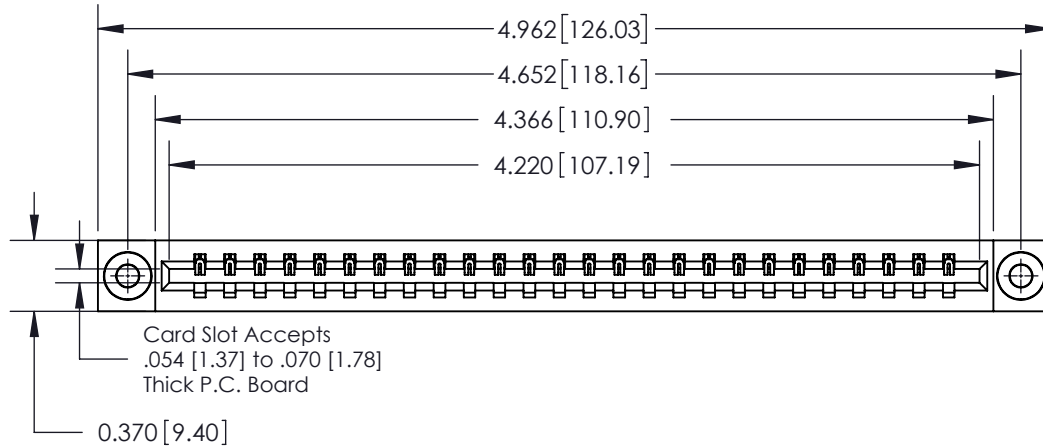 4.962 [126.03]
4.652 [118.16]
4.366 [110.90]
4.220 [107.19]
Card Slot Accepts
.054 [1.37] to .070 [1.78]
Thick P.C. Board
0.370 [9.40]